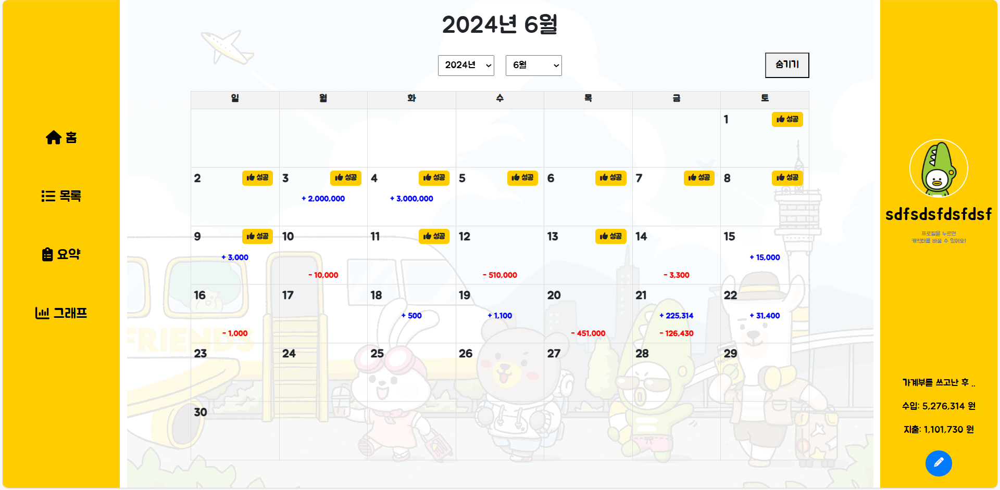 2024년 6월
2024년 6월 숨기기
일 월 화 수 목 금 토
1 성공
2 성공 3 성공 4 성공 5 성공 6 성공 7 성공 8 성공
+ 2,000,000 + 3,000,000
9 성공 10 11 성공 12 13 성공 14 15
+ 3,000 + 15,000
- 10,000 - 510,000 - 3,300
16 17 18 19 20 21 22
+ 500 + 1,100 + 225,314 + 31,400
- 1,000 - 451,000 - 126,430
FRIENDS
23 24 25 26 27 28 29
30
홈
목록
요약
그래프
sdfsdsfdsfdsf
프로필을 누르면
캐릭터를 바꿀 수 있어요!
가계부를 쓰고난 후 ..
수입: 5,276,314 원
지출: 1,101,730 원